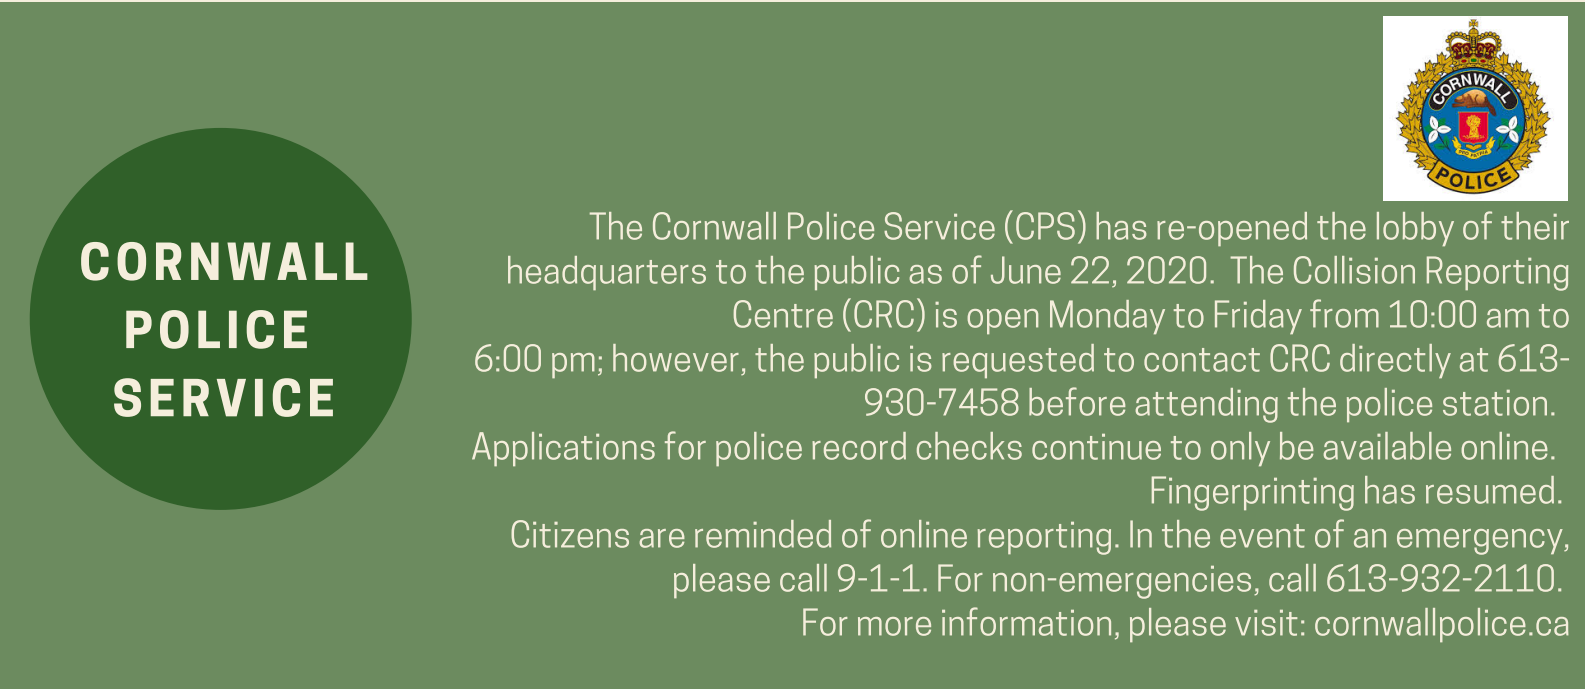 CORNWALL
POLICE
SERVICE
CORNWALL
POLICE
The Cornwall Police Service (CPS) has re-opened the lobby of their
headquarters to the public as of June 22, 2020.  The Collision Reporting
Centre (CRC) is open Monday to Friday from 10:00 am to
6:00 pm; however, the public is requested to contact CRC directly at 613-
930-7458 before attending the police station.
Applications for police record checks continue to only be available online.
Fingerprinting has resumed.
Citizens are reminded of online reporting. In the event of an emergency,
please call 9-1-1. For non-emergencies, call 613-932-2110.
For more information, please visit: cornwallpolice.ca